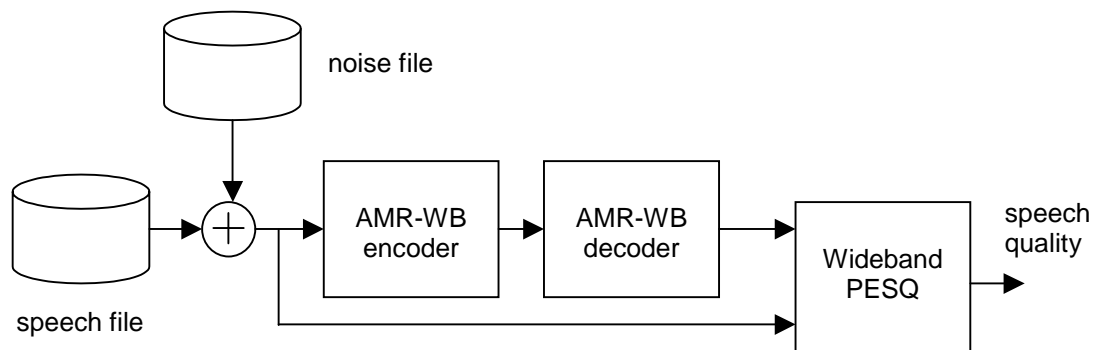 noise file
speech file
AMR-WB
encoder
AMR-WB
decoder
Wideband
PESQ
speech
quality